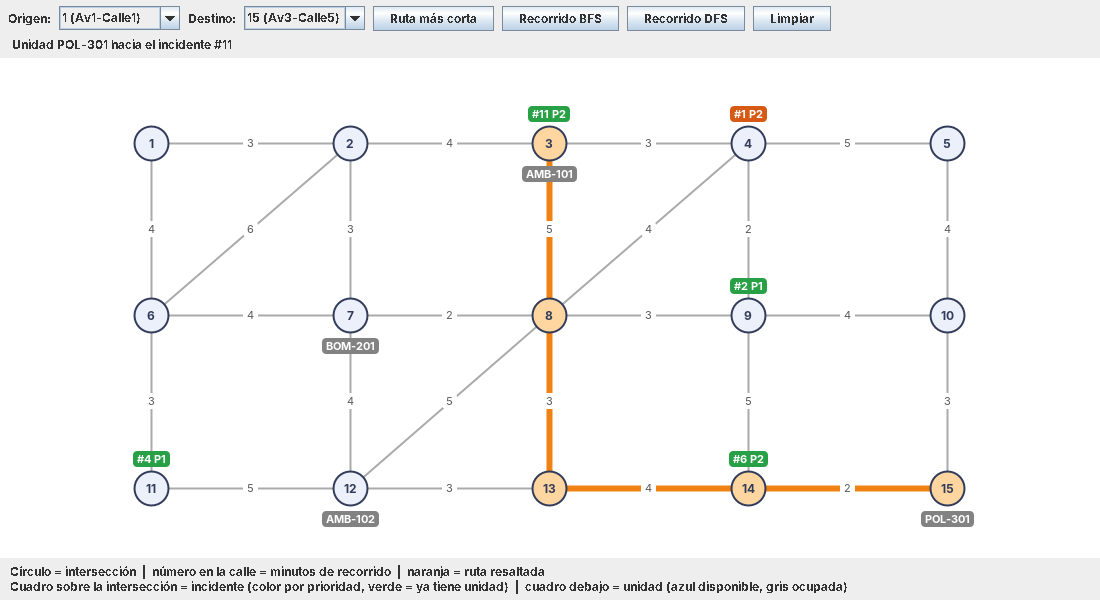 Origen: 1 (Av1-Calle1) Destino: 15 (Av3-Calle5) Ruta más corta Recorrido BFS Recorrido DFS Limpiar
Unidad POL-301 hacia el incidente #11
#11 P2 #1 P2
1 3 2 4 3 3 4 5 5
AMB-101
4 6 3 5 4 2 4
#2 P1
6 4 7 2 8 3 9 4 10
BOM-201
3 4 5 3 5 3
#4 P1 #6 P2
11 5 12 3 13 4 14 2 15
AMB-102 POL-301
Círculo = intersección | número en la calle = minutos de recorrido | naranja = ruta resaltada
Cuadro sobre la intersección = incidente (color por prioridad, verde = ya tiene unidad) | cuadro debajo = unidad (azul disponible, gris ocupada)